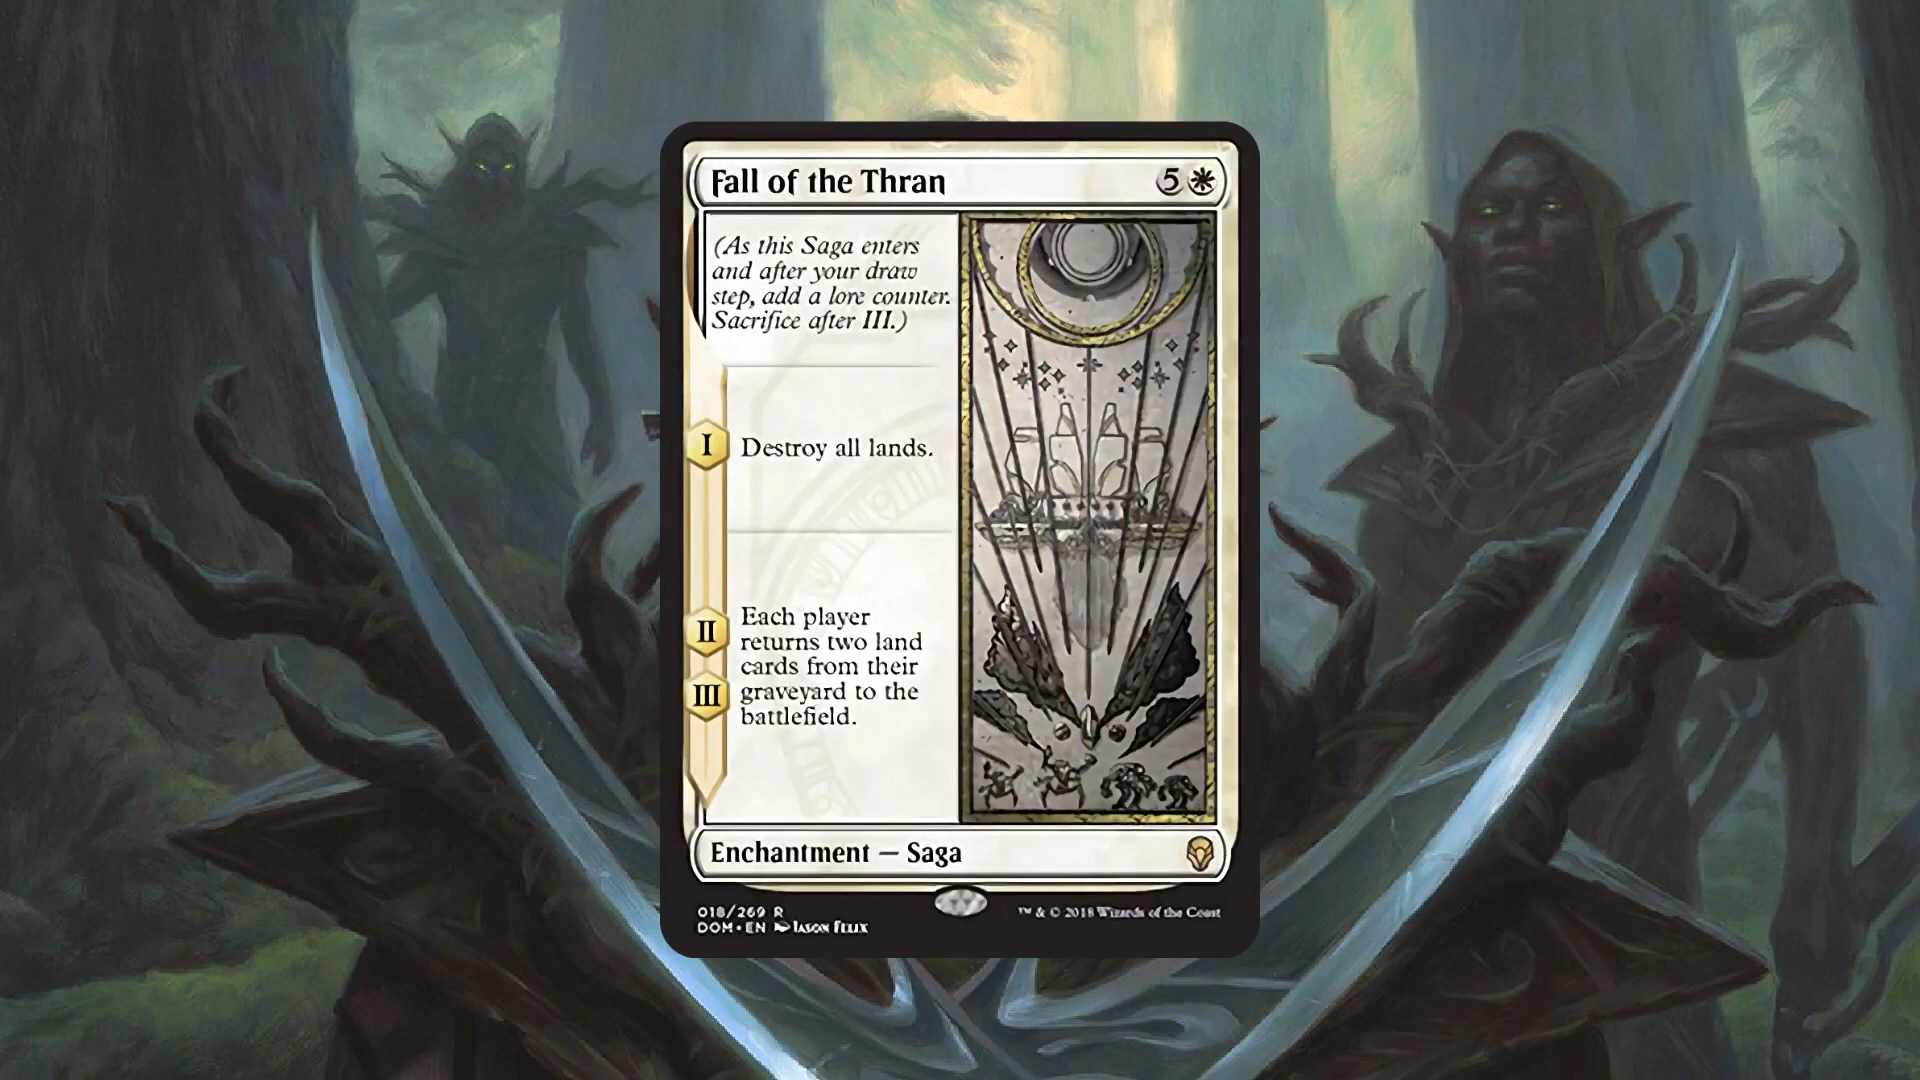 Fall of the Thran 5
(As this Saga enters
and after your draw
step, add a lore counter.
Sacrifice after III.)
I Destroy all lands.
II
III
Each player
returns two land
cards from their
graveyard to the
battlefield.
Enchantment — Saga
018/269 R
DOM • EN Jason Felix
™ & © 2018 Wizards of the Coast